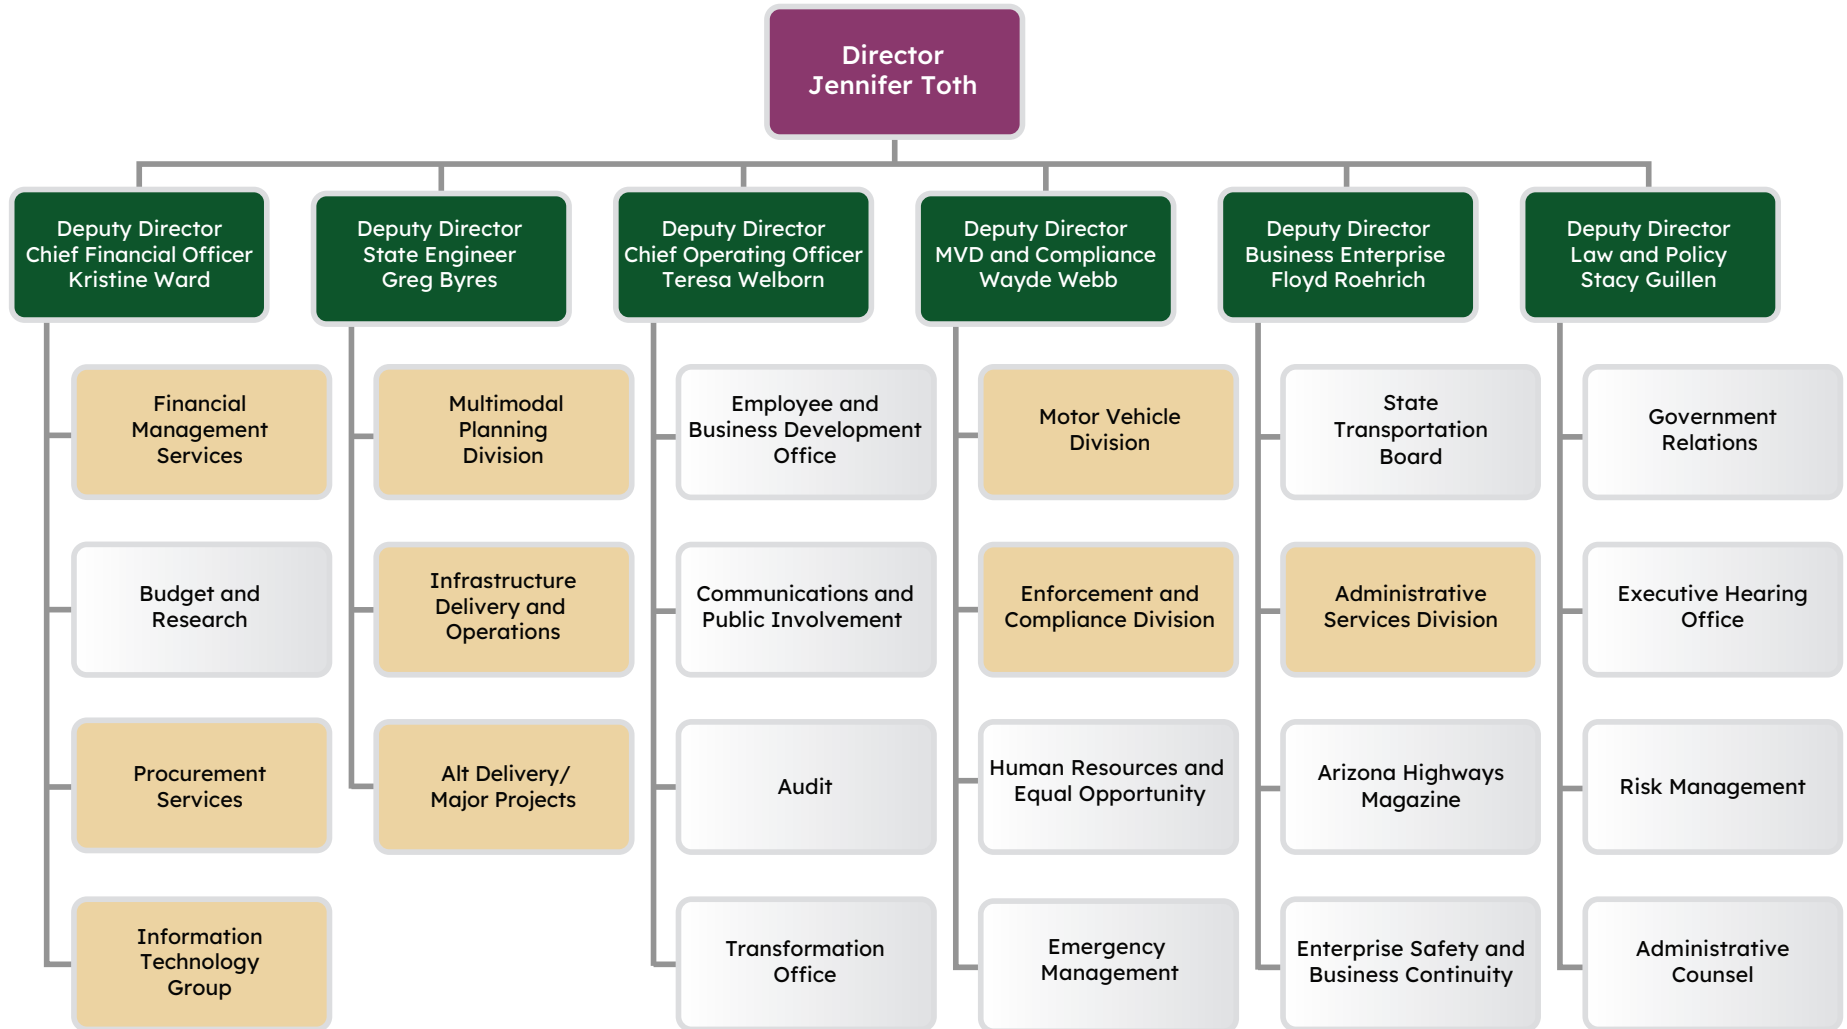 Director
Jennifer Toth
Deputy Director
Chief Financial Officer
Kristine Ward
Deputy Director
State Engineer
Greg Byres
Deputy Director
Chief Operating Officer
Teresa Welborn
Deputy Director
MVD and Compliance
Wayde Webb
Deputy Director
Business Enterprise
Floyd Roehrich
Deputy Director
Law and Policy
Stacy Guillen
Financial
Management
Services
Multimodal
Planning
Division
Employee and
Business Development
Office
Motor Vehicle
Division
State
Transportation
Board
Government
Relations
Budget and
Research
Infrastructure
Delivery and
Operations
Communications and
Public Involvement
Enforcement and
Compliance Division
Administrative
Services Division
Executive Hearing
Office
Procurement
Services
Alt Delivery/
Major Projects
Audit
Human Resources and
Equal Opportunity
Arizona Highways
Magazine
Risk Management
Information
Technology
Group
Transformation
Office
Emergency
Management
Enterprise Safety and
Business Continuity
Administrative
Counsel